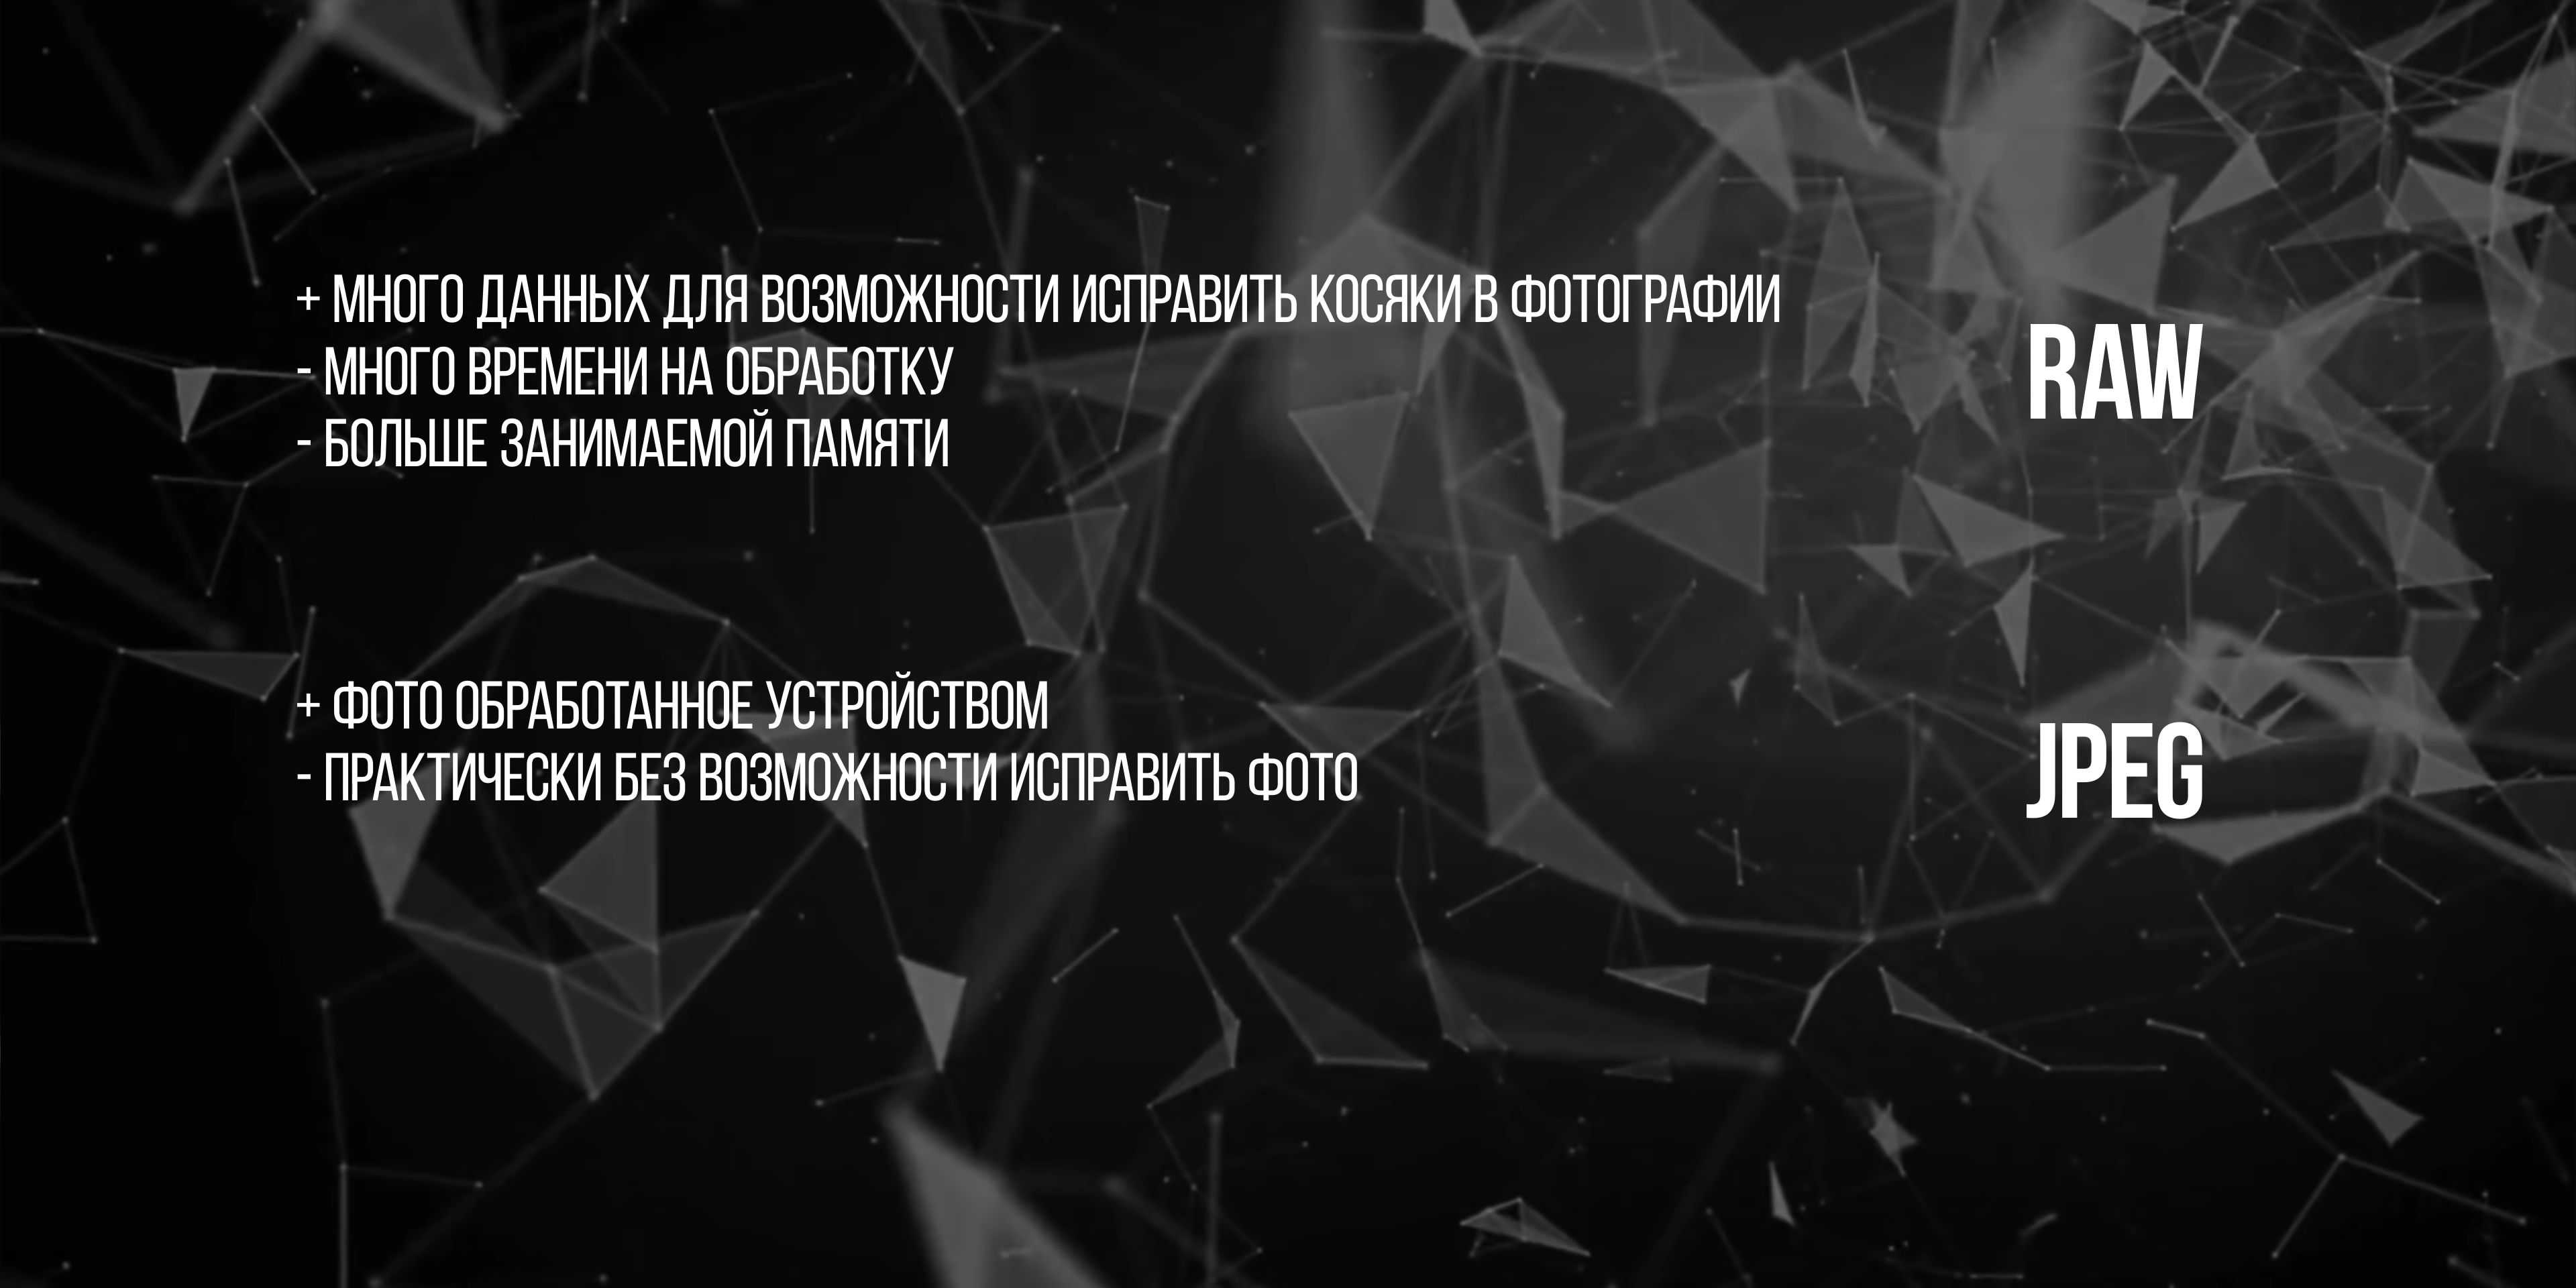 + МНОГО ДАННЫХ ДЛЯ ВОЗМОЖНОСТИ ИСПРАВИТЬ КОСЯКИ В ФОТОГРАФИИ
- МНОГО ВРЕМЕНИ НА ОБРАБОТКУ
- БОЛЬШЕ ЗАНИМАЕМОЙ ПАМЯТИ
RAW
+ ФОТО ОБРАБОТАННОЕ УСТРОЙСТВОМ
- ПРАКТИЧЕСКИ БЕЗ ВОЗМОЖНОСТИ ИСПРАВИТЬ ФОТО
JPEG